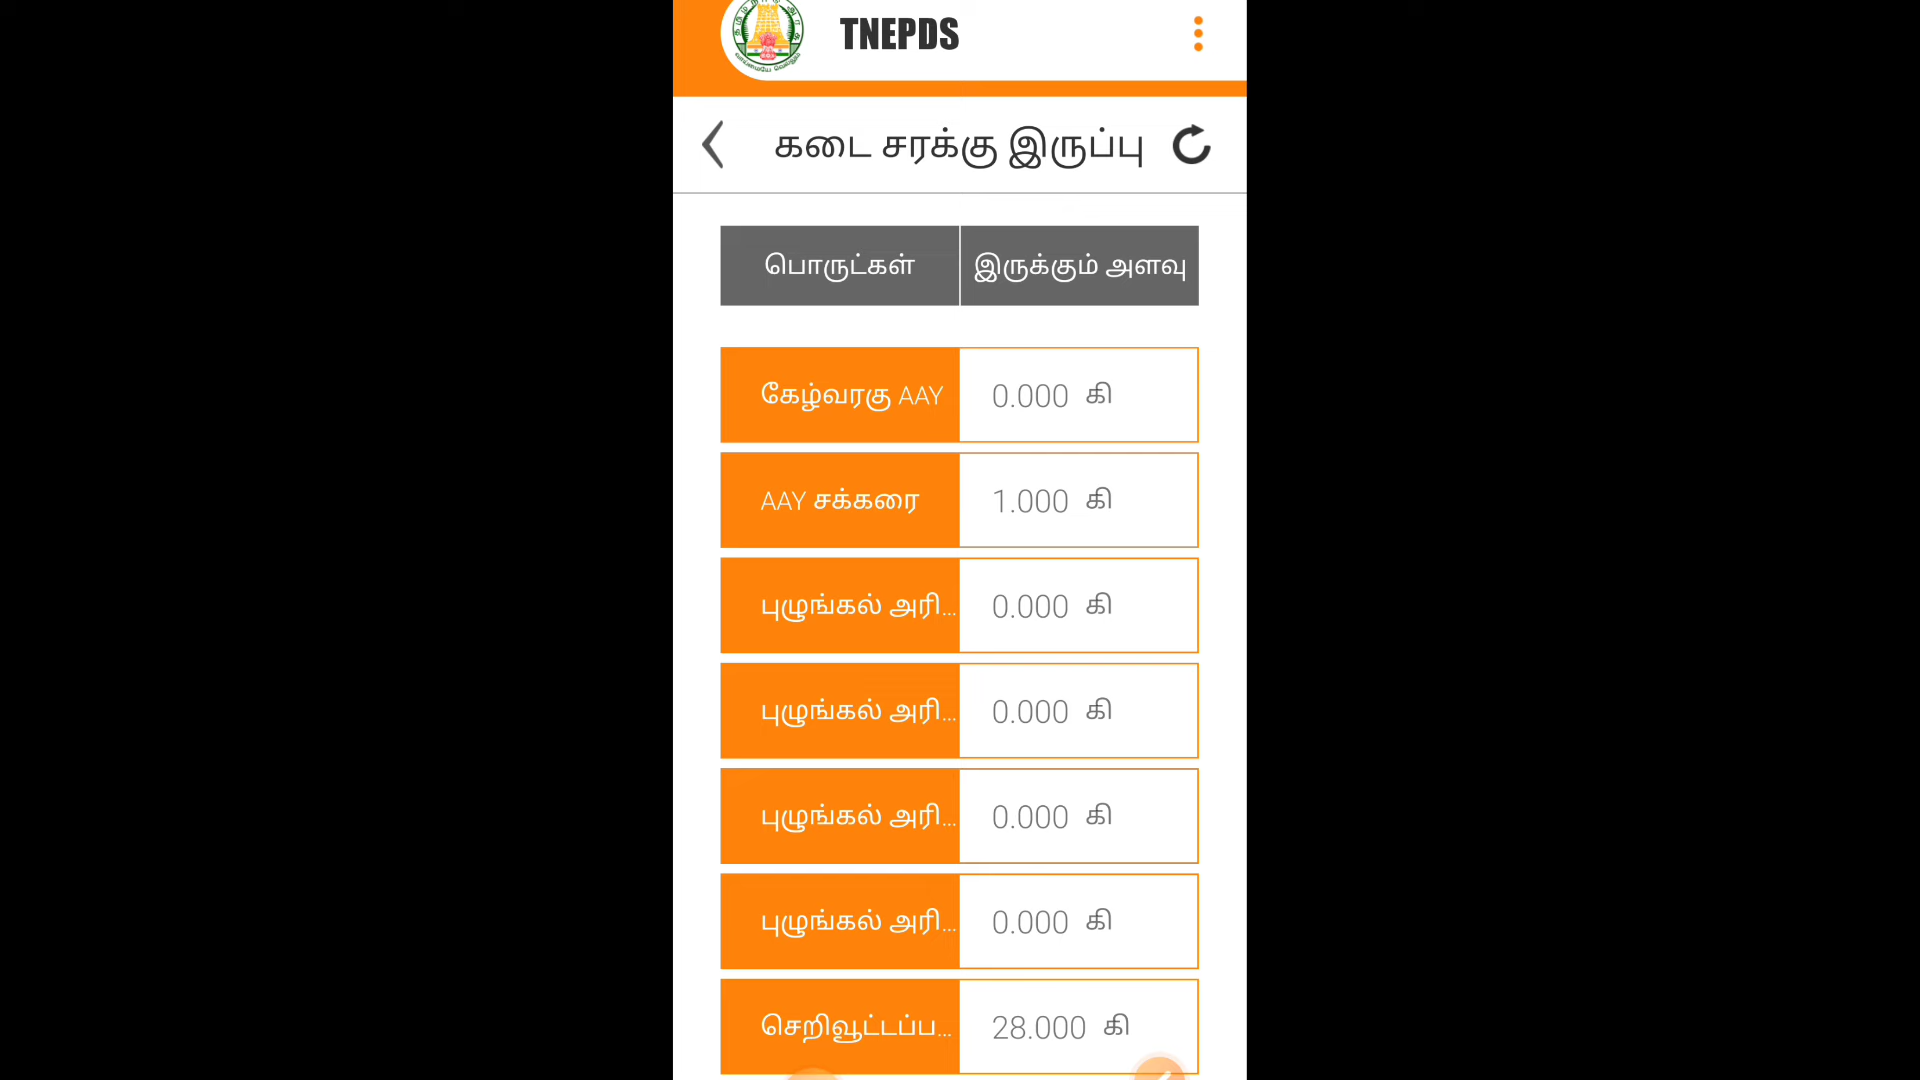 TNEPDS
கடை சரக்கு இருப்பு
பொருட்கள் இருக்கும் அளவு
கேழ்வரகு AAY 0.000 கி
AAY சக்கரை 1.000 கி
புழுங்கல் அரி... 0.000 கி
புழுங்கல் அரி... 0.000 கி
புழுங்கல் அரி... 0.000 கி
புழுங்கல் அரி... 0.000 கி
செறிவூட்டப்ப... 28.000 கி